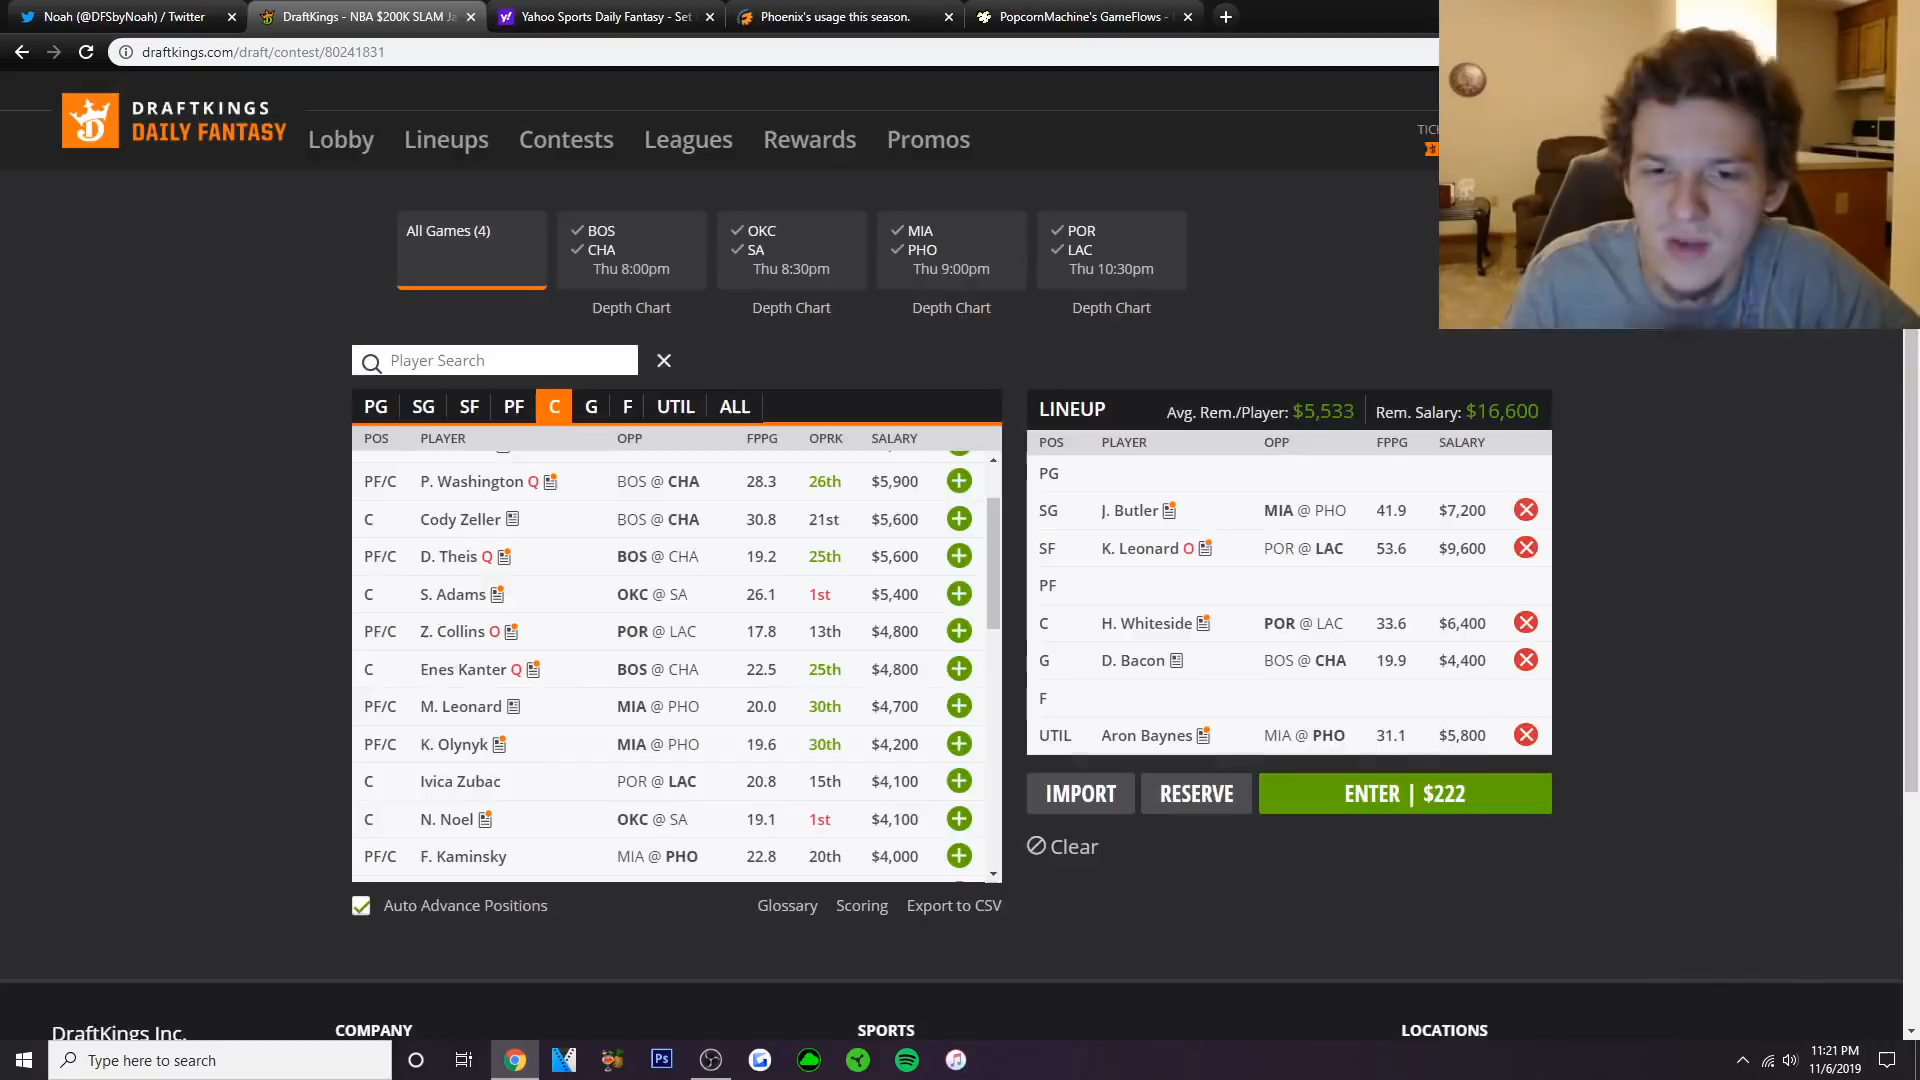 Noah (@DFSbyNoah) / Twitter
DraftKings - NBA $200K SLAM Ja
Yahoo Sports Daily Fantasy - Set
Phoenix's usage this season.
PopcornMachine's GameFlows -
draftkings.com/draft/contest/80241831
DRAFTKINGS
DAILY FANTASY
Lobby Lineups Contests Leagues Rewards Promos
TIC
All Games (4)
BOS CHA Thu 8:00pm
OKC SA Thu 8:30pm
MIA PHO Thu 9:00pm
POR LAC Thu 10:30pm
Depth Chart Depth Chart Depth Chart Depth Chart
Player Search
PG SG SF PF C G F UTIL ALL
POS PLAYER OPP FPPG OPRK SALARY
PF/C P. Washington Q BOS @ CHA 28.3 26th $5,900
C Cody Zeller BOS @ CHA 30.8 21st $5,600
PF/C D. Theis Q BOS @ CHA 19.2 25th $5,600
C S. Adams OKC @ SA 26.1 1st $5,400
PF/C Z. Collins O POR @ LAC 17.8 13th $4,800
C Enes Kanter Q BOS @ CHA 22.5 25th $4,800
PF/C M. Leonard MIA @ PHO 20.0 30th $4,700
PF/C K. Olynyk MIA @ PHO 19.6 30th $4,200
C Ivica Zubac POR @ LAC 20.8 15th $4,100
C N. Noel OKC @ SA 19.1 1st $4,100
PF/C F. Kaminsky MIA @ PHO 22.8 20th $4,000
Auto Advance Positions
Glossary Scoring Export to CSV
LINEUP Avg. Rem./Player: $5,533 Rem. Salary: $16,600
POS PLAYER OPP FPPG SALARY
PG
SG J. Butler MIA @ PHO 41.9 $7,200
SF K. Leonard O POR @ LAC 53.6 $9,600
PF
C H. Whiteside POR @ LAC 33.6 $6,400
G D. Bacon BOS @ CHA 19.9 $4,400
F
UTIL Aron Baynes MIA @ PHO 31.1 $5,800
IMPORT RESERVE ENTER | $222
Clear
DraftKings Inc. COMPANY SPORTS LOCATIONS
Type here to search
Ps
11:21 PM
11/6/2019